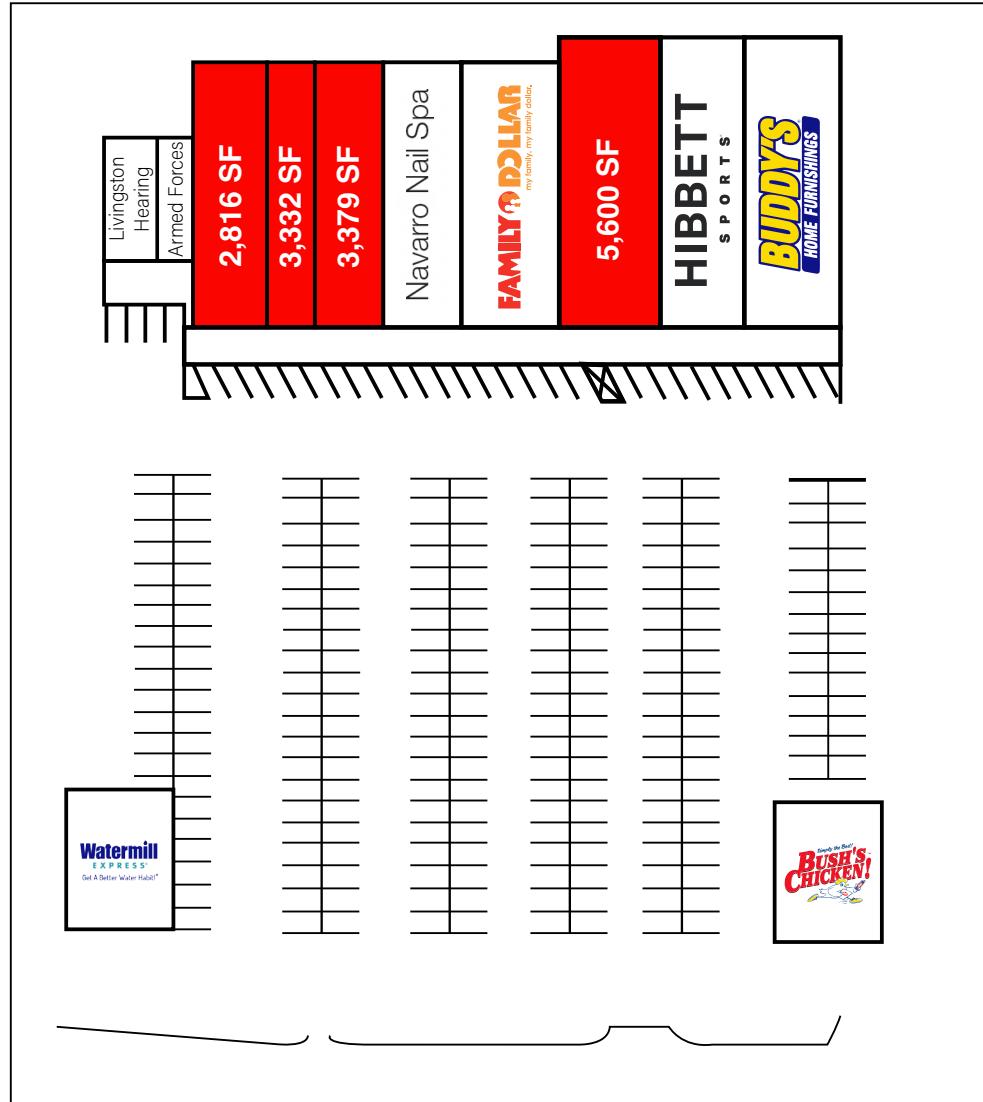 Livingston
Hearing
Armed Forces
2,816 SF
3,332 SF
3,379 SF
Navarro Nail Spa
FAMILY DOLLAR
my family. my family dollar.
5,600 SF
HIBBETT
SPORTS
BUDDY'S
HOME FURNISHINGS
Watermill
EXPRESS
Get A Better Water Habit!
Simply the Best!
BUSH'S
CHICKEN!